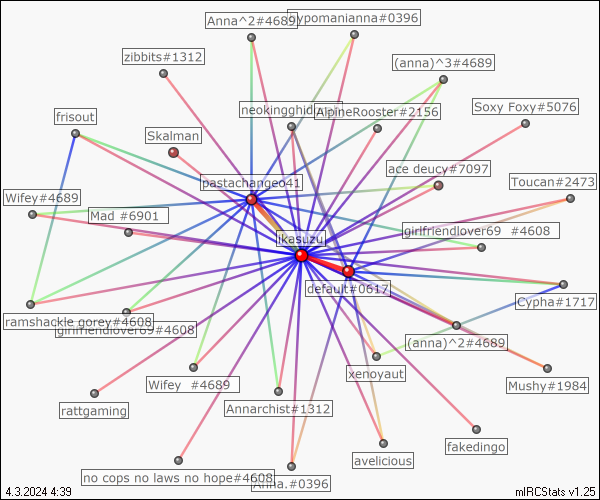 Anna^2#4689
hypomanianna#0396
zibbits#1312
(anna)^3#4689
frisout
neokingghid
AlpineRooster#2156
Soxy Foxy#5076
Skalman
ace deucy#7097
pastachangeo41
Toucan#2473
Wifey#4689
Mad #6901
girlfriendlover69 #4608
ikasuzu
default#0617
Cypha#1717
ramshackle gorey#4608
girlfriendlover69#4608
(anna)^2#4689
xenoyaut
Wifey #4689
Mushy#1984
rattgaming
Annarchist#1312
fakedingo
avelicious
no cops no laws no hope#4608
Anna.#0396
4.3.2024 4:39
mIRCStats v1.25